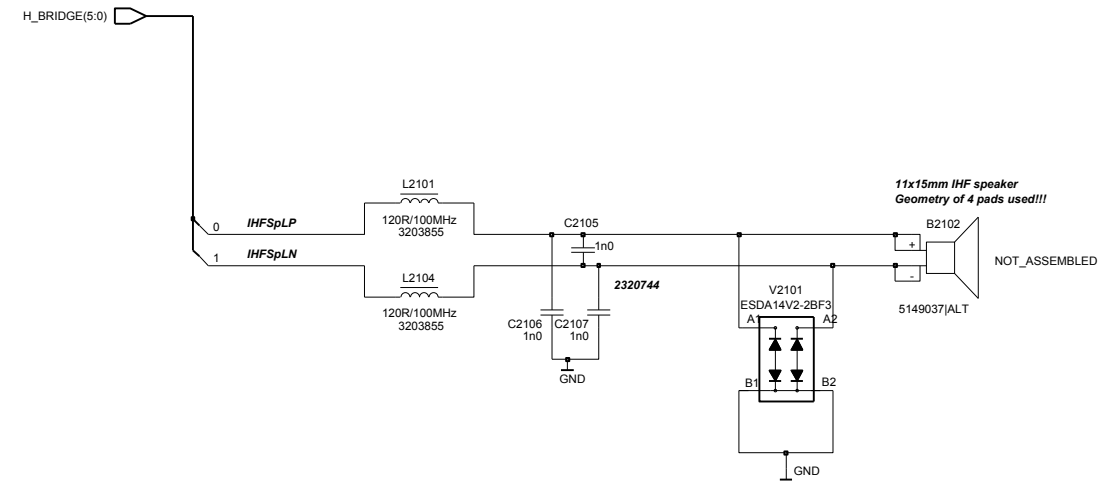 H_BRIDGE(5:0)
11x15mm IHF speaker
Geometry of 4 pads used!!!
L2101
0
IHFSpLP
120R/100MHz
3203855
C2105
1n0
B2102
+
-
NOT_ASSEMBLED
5149037|ALT
1
IHFSpLN
L2104
120R/100MHz
3203855
2320744
C2106
1n0
C2107
1n0
GND
V2101
ESDA14V2-2BF3
A1
A2
B1
B2
GND